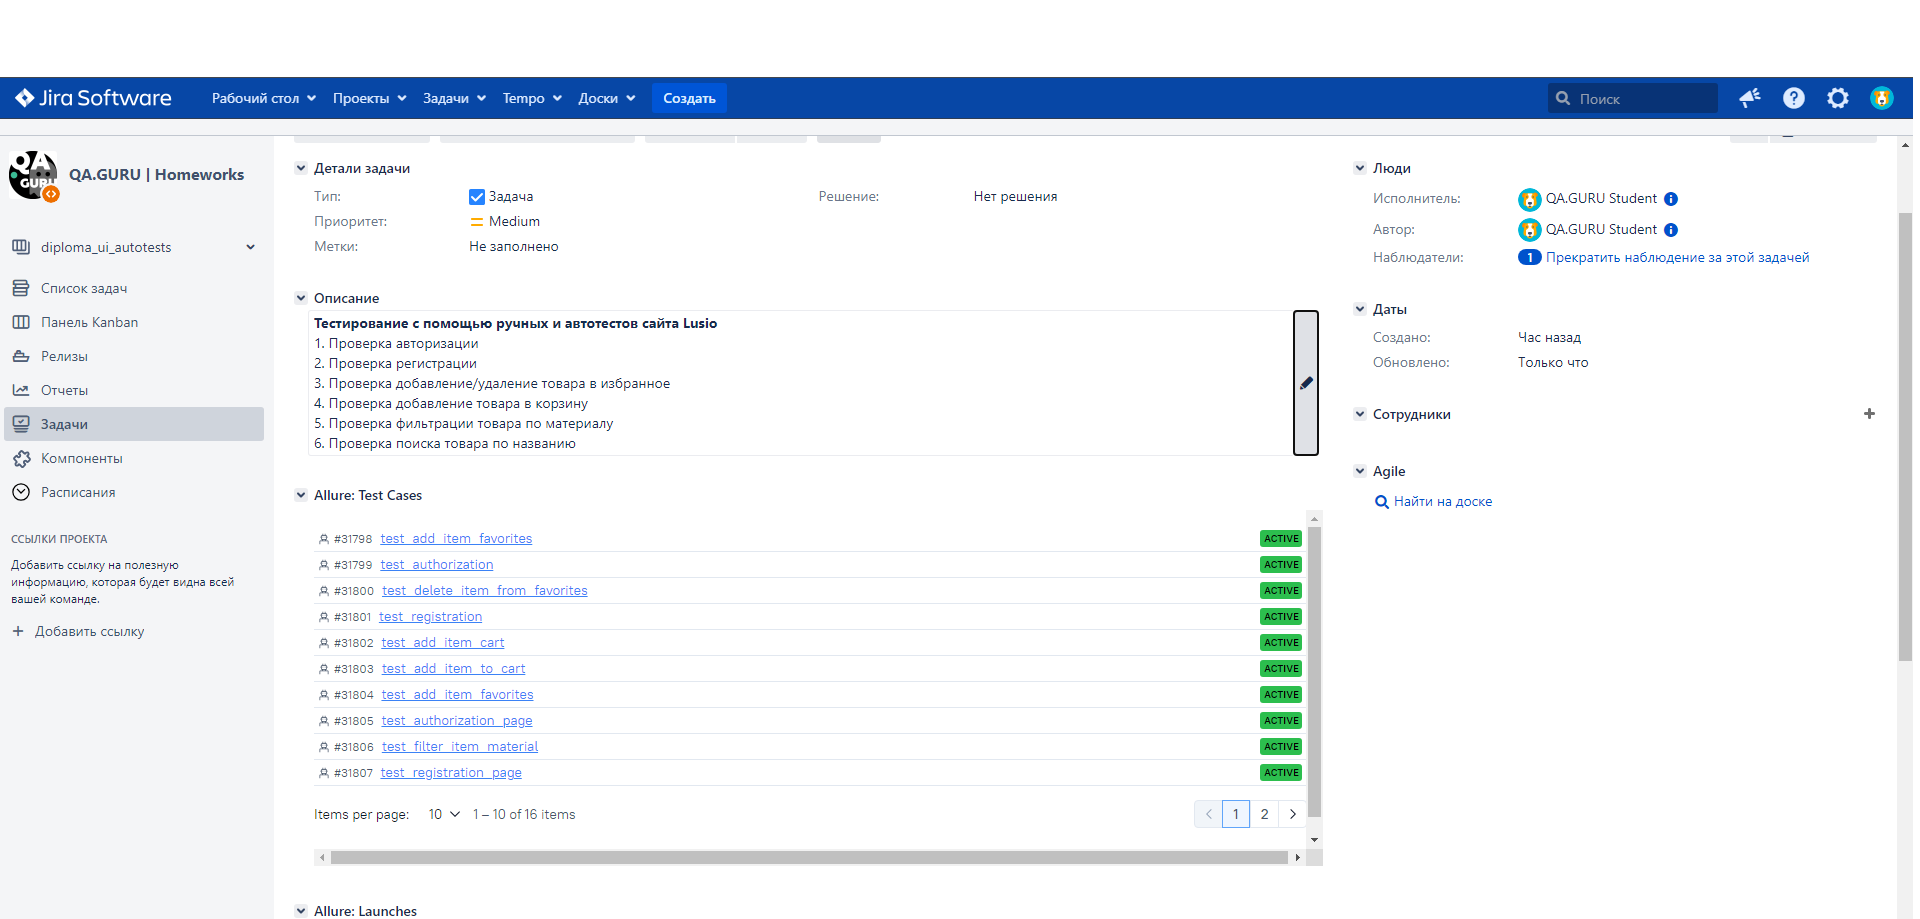 Jira Software
Рабочий стол
Проекты
Задачи
Tempo
Доски
Создать
Поиск
QA GURU
QA.GURU | Homeworks
diploma_ui_autotests
Список задач
Панель Kanban
Релизы
Отчеты
Задачи
Компоненты
Расписания
ССЫЛКИ ПРОЕКТА
Добавить ссылку на полезную
информацию, которая будет видна всей
вашей команде.
+ Добавить ссылку
Детали задачи
Тип: Задача
Решение: Нет решения
Приоритет: Medium
Метки: Не заполнено
Описание
Тестирование с помощью ручных и автотестов сайта Lusio
1. Проверка авторизации
2. Проверка регистрации
3. Проверка добавление/удаление товара в избранное
4. Проверка добавление товара в корзину
5. Проверка фильтрации товара по материалу
6. Проверка поиска товара по названию
Allure: Test Cases
#31798 test_add_item_favorites ACTIVE
#31799 test_authorization ACTIVE
#31800 test_delete_item_from_favorites ACTIVE
#31801 test_registration ACTIVE
#31802 test_add_item_cart ACTIVE
#31803 test_add_item_to_cart ACTIVE
#31804 test_add_item_favorites ACTIVE
#31805 test_authorization_page ACTIVE
#31806 test_filter_item_material ACTIVE
#31807 test_registration_page ACTIVE
Items per page: 10 1 – 10 of 16 items
1 2
Allure: Launches
Люди
Исполнитель: QA.GURU Student
Автор: QA.GURU Student
Наблюдатели: 1 Прекратить наблюдение за этой задачей
Даты
Создано: Час назад
Обновлено: Только что
Сотрудники
Agile
Найти на доске